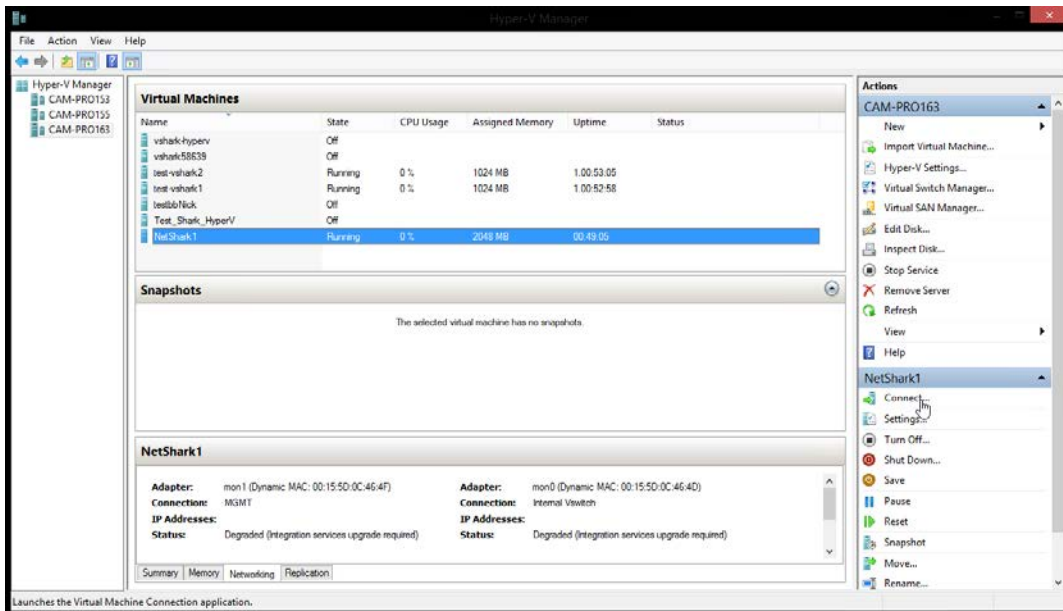 Hyper-V Manager
File Action View Help
Hyper-V Manager
CAM-PRO153
CAM-PRO155
CAM-PRO163
Virtual Machines
Name State CPU Usage Assigned Memory Uptime Status
vshark-hyperv Off
vshark58639 Off
test-vshark2 Running 0 % 1024 MB 1.00:53:05
test-vshark1 Running 0 % 1024 MB 1.00:52:58
testbbNick Off
Test_Shark_HyperV Off
NetShark1 Running 0 % 2048 MB 00:49:05
Snapshots
The selected virtual machine has no snapshots.
NetShark1
Adapter: mon1 (Dynamic MAC: 00:15:5D:0C:46:4F) Adapter: mon0 (Dynamic MAC: 00:15:5D:0C:46:4D)
Connection: MGMT Connection: Internal Vswitch
IP Addresses: IP Addresses:
Status: Degraded (Integration services upgrade required) Status: Degraded (Integration services upgrade required)
Summary Memory Networking Replication
Actions
CAM-PRO163
New
Import Virtual Machine...
Hyper-V Settings...
Virtual Switch Manager...
Virtual SAN Manager...
Edit Disk...
Inspect Disk...
Stop Service
Remove Server
Refresh
View
Help
NetShark1
Connect...
Settings...
Turn Off...
Shut Down...
Save
Pause
Reset
Snapshot
Move...
Rename...
Launches the Virtual Machine Connection application.